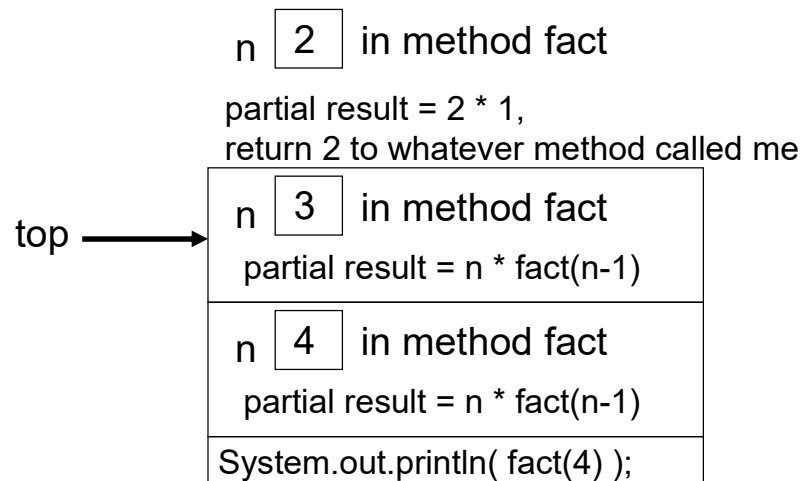 n 2 in method fact
partial result = 2 * 1,
return 2 to whatever method called me
n 3 in method fact
top
partial result = n * fact(n-1)
n 4 in method fact
partial result = n * fact(n-1)
System.out.println( fact(4) );